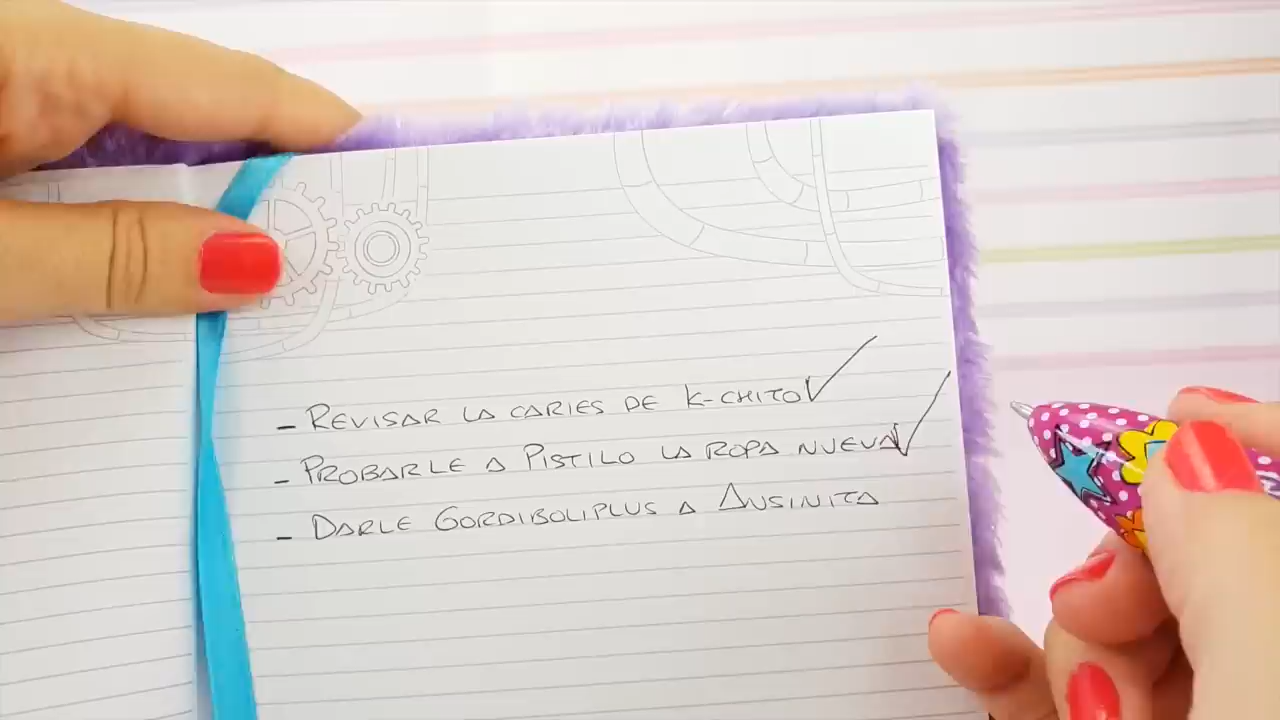 - REVISAR LA CARIES DE K-CHITO ✓
- PROBARLE A PISTILO LA ROPA NUEVA ✓
- DARLE GORDIBOLIPLUS A AUSINITA